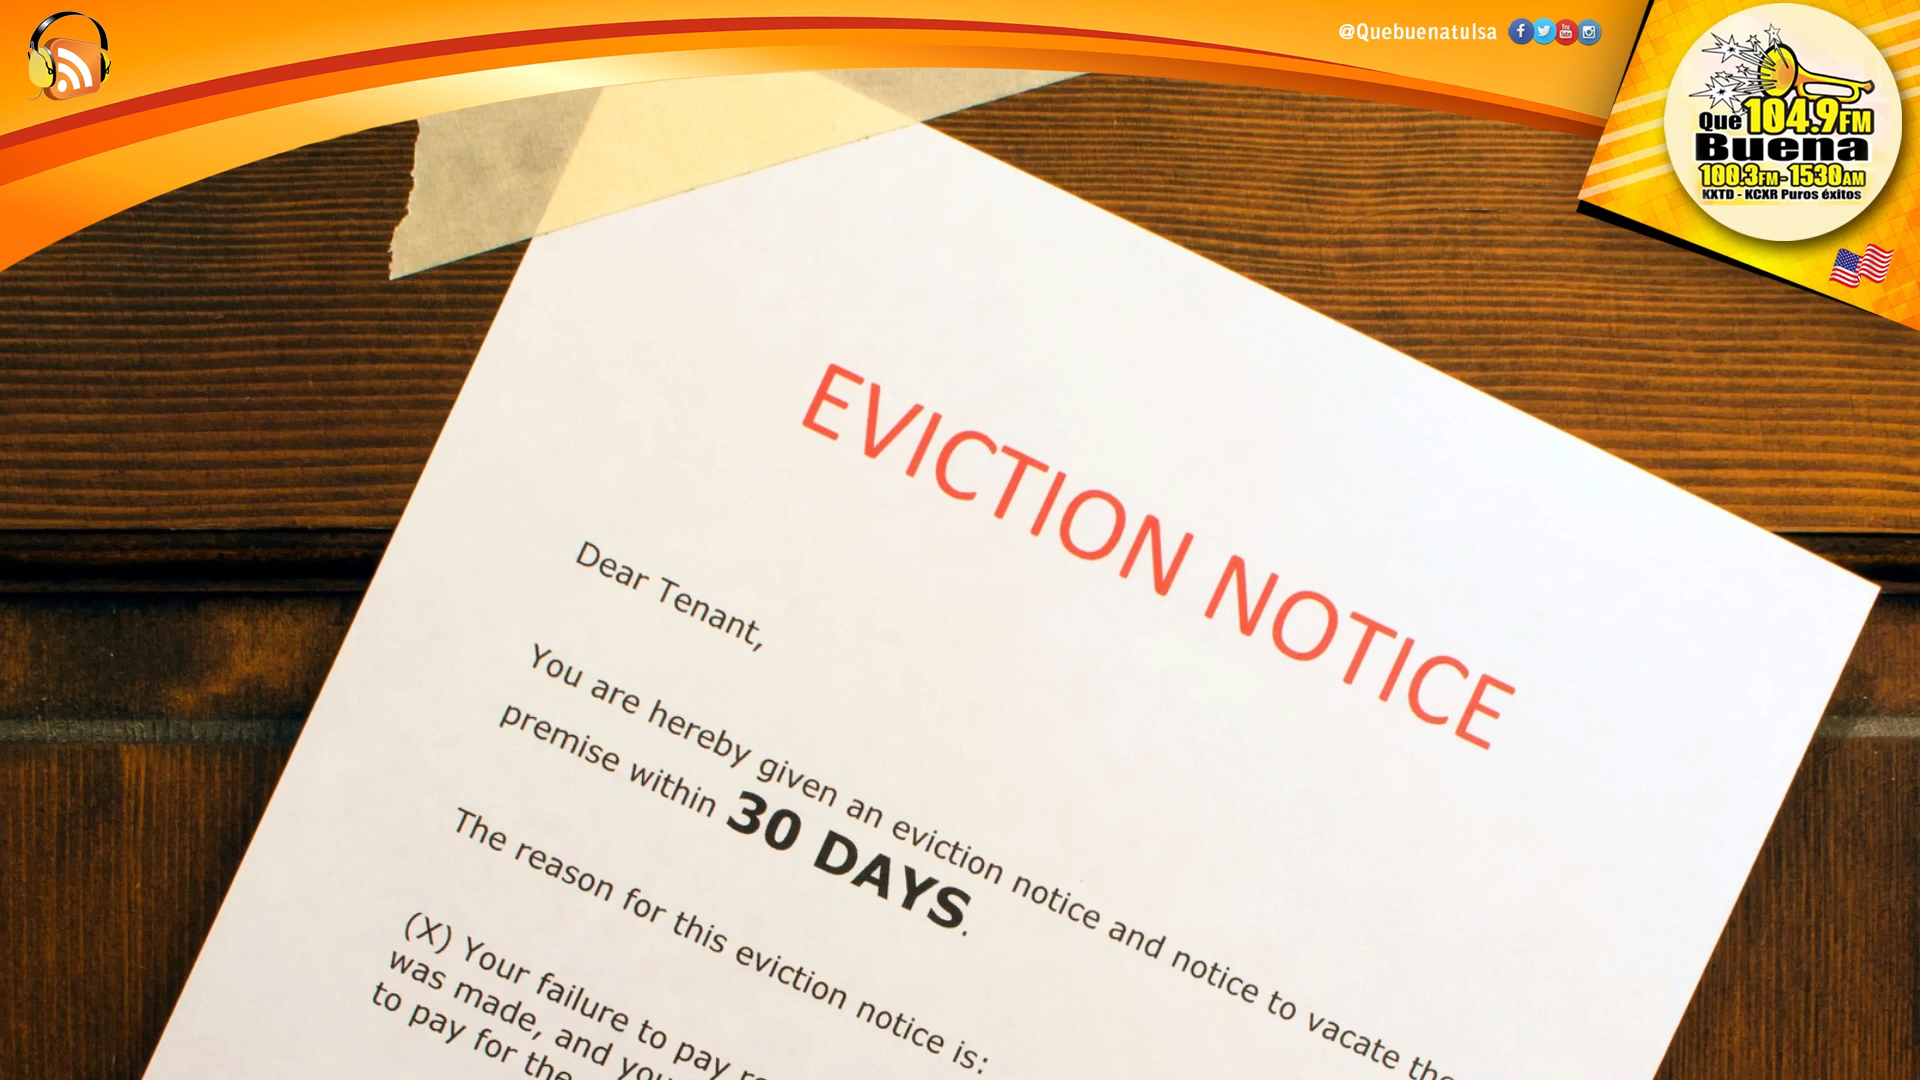 @Quebuenatulsa
Que 104.9FM
Buena
100.3FM-1530AM
KXTD - KCXR Puros éxitos
EVICTION NOTICE
Dear Tenant,
You are hereby given an eviction notice and notice to vacate the
premise within 30 DAYS.
The reason for this eviction notice is:
(X) Your failure to pay
was made, and you
to pay for the